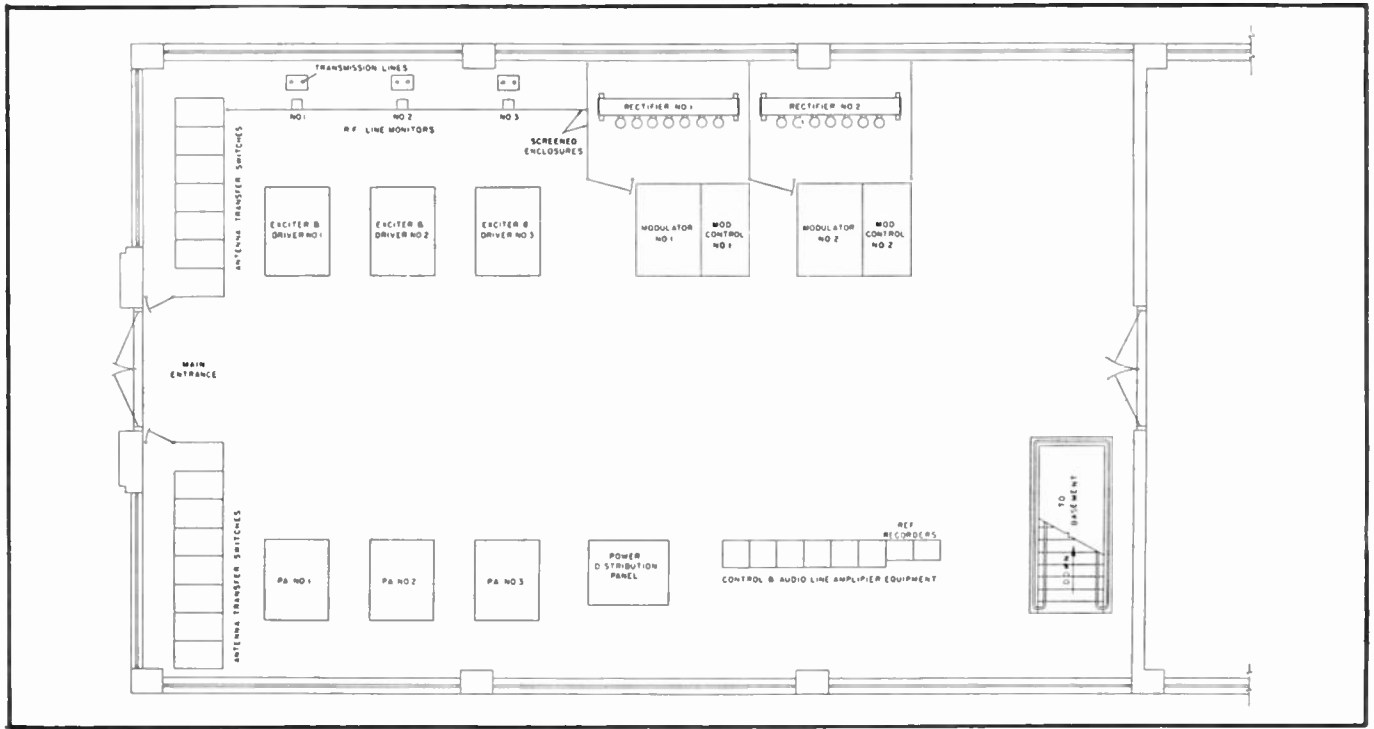 TRANSMISSION LINES
NO.1
NO.2
NO.3
R.F. LINE MONITORS
SCREENED
ENCLOSURES
RECTIFIER NO.1
RECTIFIER NO.2
ANTENNA TRANSFER SWITCHES
EXCITER &
DRIVER NO.1
EXCITER &
DRIVER NO.2
EXCITER &
DRIVER NO.3
MODULATOR
NO.1
MOD
CONTROL
NO.1
MODULATOR
NO.2
MOD
CONTROL
NO.2
MAIN
ENTRANCE
ANTENNA TRANSFER SWITCHES
PA NO.1
PA NO.2
PA NO.3
POWER
DISTRIBUTION
PANEL
REF
RECORDERS
CONTROL & AUDIO LINE AMPLIFIER EQUIPMENT
TO
BASEMENT
DOWN